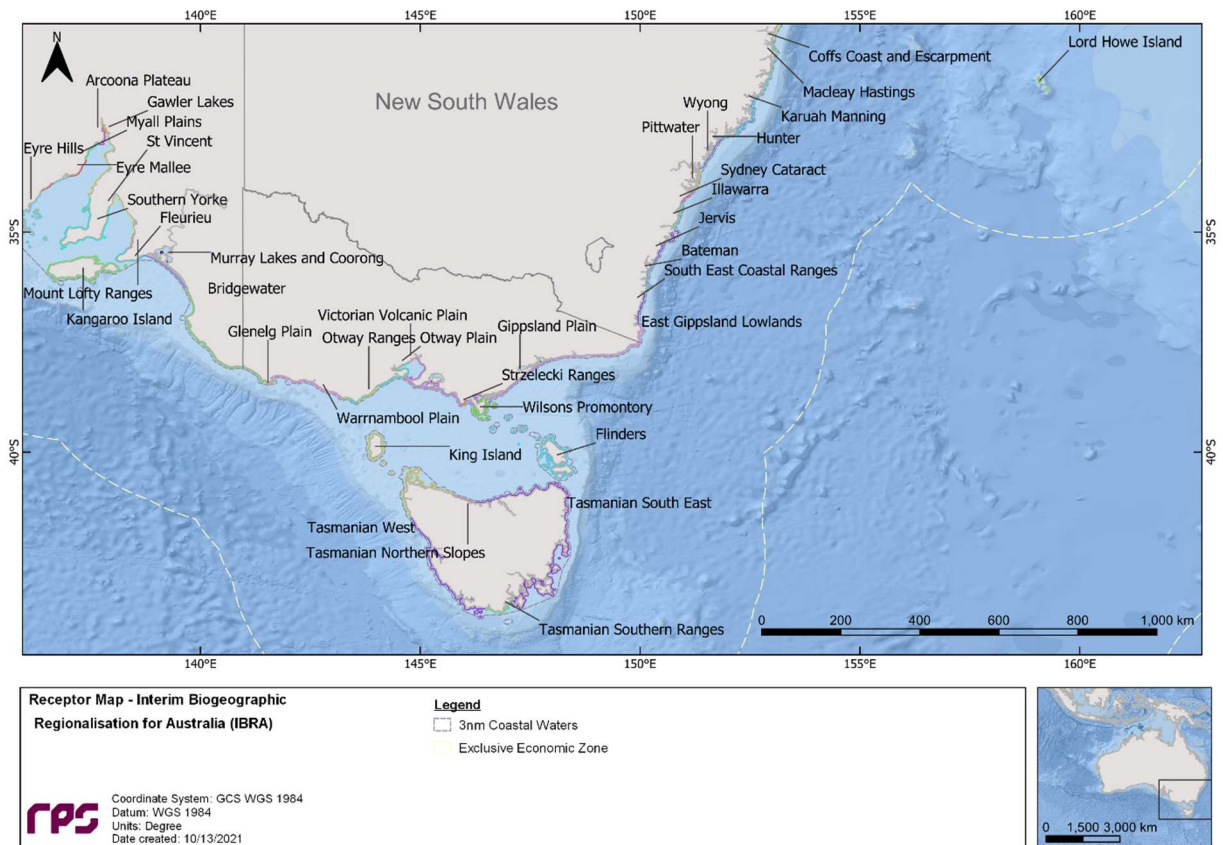 140°E 145°E 150°E 155°E 160°E
N
Lord Howe Island
Coffs Coast and Escarpment
Arcoona Plateau
Macleay Hastings
Gawler Lakes
New South Wales
Wyong
Karuah Manning
Myall Plains
Pittwater
Hunter
Eyre Hills
St Vincent
Eyre Mallee
Sydney Cataract
Illawarra
Southern Yorke
Fleurieu
Jervis
35°S
35°S
Bateman
Murray Lakes and Coorong
South East Coastal Ranges
Mount Lofty Ranges
Bridgewater
Kangaroo Island
Victorian Volcanic Plain
East Gippsland Lowlands
Glenelg Plain
Gippsland Plain
Otway Ranges
Otway Plain
Strzelecki Ranges
Wilsons Promontory
Warrnambool Plain
Flinders
40°S
40°S
King Island
Tasmanian South East
Tasmanian West
Tasmanian Northern Slopes
Tasmanian Southern Ranges
0 200 400 600 800 1,000 km
140°E 145°E 150°E 155°E 160°E
Receptor Map - Interim Biogeographic
Regionalisation for Australia (IBRA)
Legend
3nm Coastal Waters
Exclusive Economic Zone
rps
Coordinate System: GCS WGS 1984
Datum: WGS 1984
Units: Degree
Date created: 10/13/2021
0 1,500 3,000 km